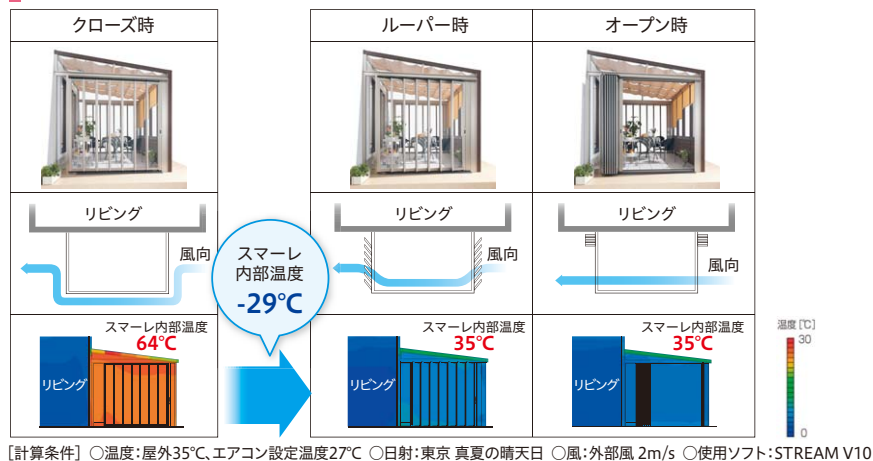 クローズ時
ルーバー時
オープン時
リビング
風向
リビング
風向
リビング
風向
スマーレ
内部温度
-29℃
スマーレ内部温度
64℃
リビング
スマーレ内部温度
35℃
リビング
スマーレ内部温度
35℃
リビング
温度 [℃]
30
0
[計算条件] ○温度:屋外35℃、エアコン設定温度27℃ ○日射:東京 真夏の晴天日 ○風:外部風 2m/s ○使用ソフト:STREAM V10